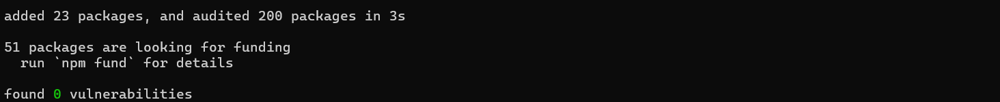 added 23 packages, and audited 200 packages in 3s
51 packages are looking for funding
run `npm fund` for details
found 0 vulnerabilities